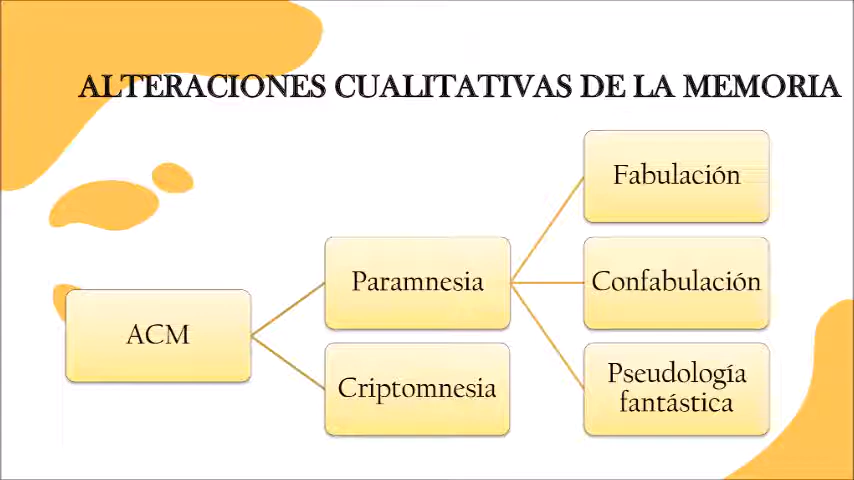 ALTERACIONES CUALITATIVAS DE LA MEMORIA
ACM
Paramnesia
Criptomnesia
Fabulación
Confabulación
Pseudología
fantástica